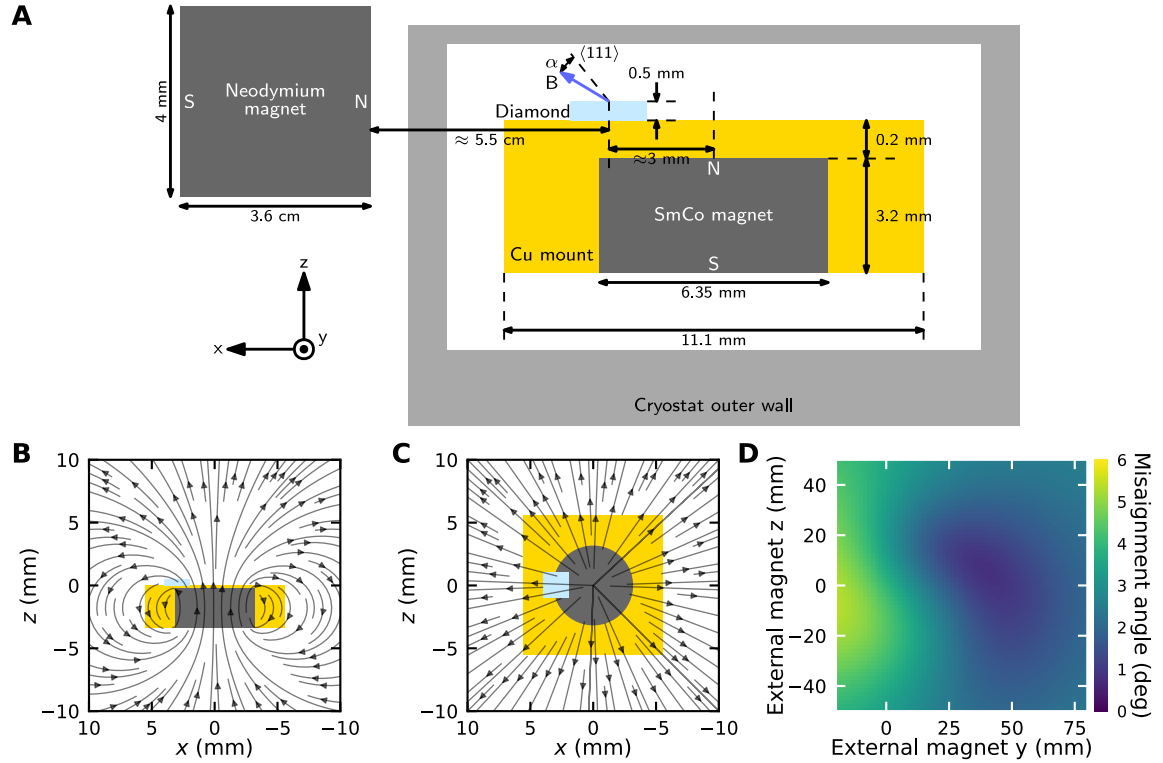 A
⟨111⟩
α
B
0.5 mm
4 mm
S
Neodymium
magnet
N
Diamond
≈ 5.5 cm
≈3 mm
0.2 mm
N
3.6 cm
SmCo magnet
3.2 mm
Cu mount
S
6.35 mm
z
y
x
11.1 mm
Cryostat outer wall
B
10
5
0
−5
−10
z (mm)
10
5
0
−5
−10
x (mm)
C
10
5
0
−5
−10
z (mm)
10
5
0
−5
−10
x (mm)
D
External magnet z (mm)
40
20
0
−20
−40
0
25
50
75
External magnet y (mm)
6
5
4
3
2
1
0
Misaignment angle (deg)